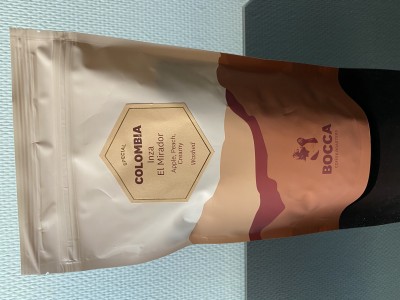 SPECIAL
COLOMBIA
Inza
El Mirador
Apple, Peach,
Creamy
Washed
BOCCA